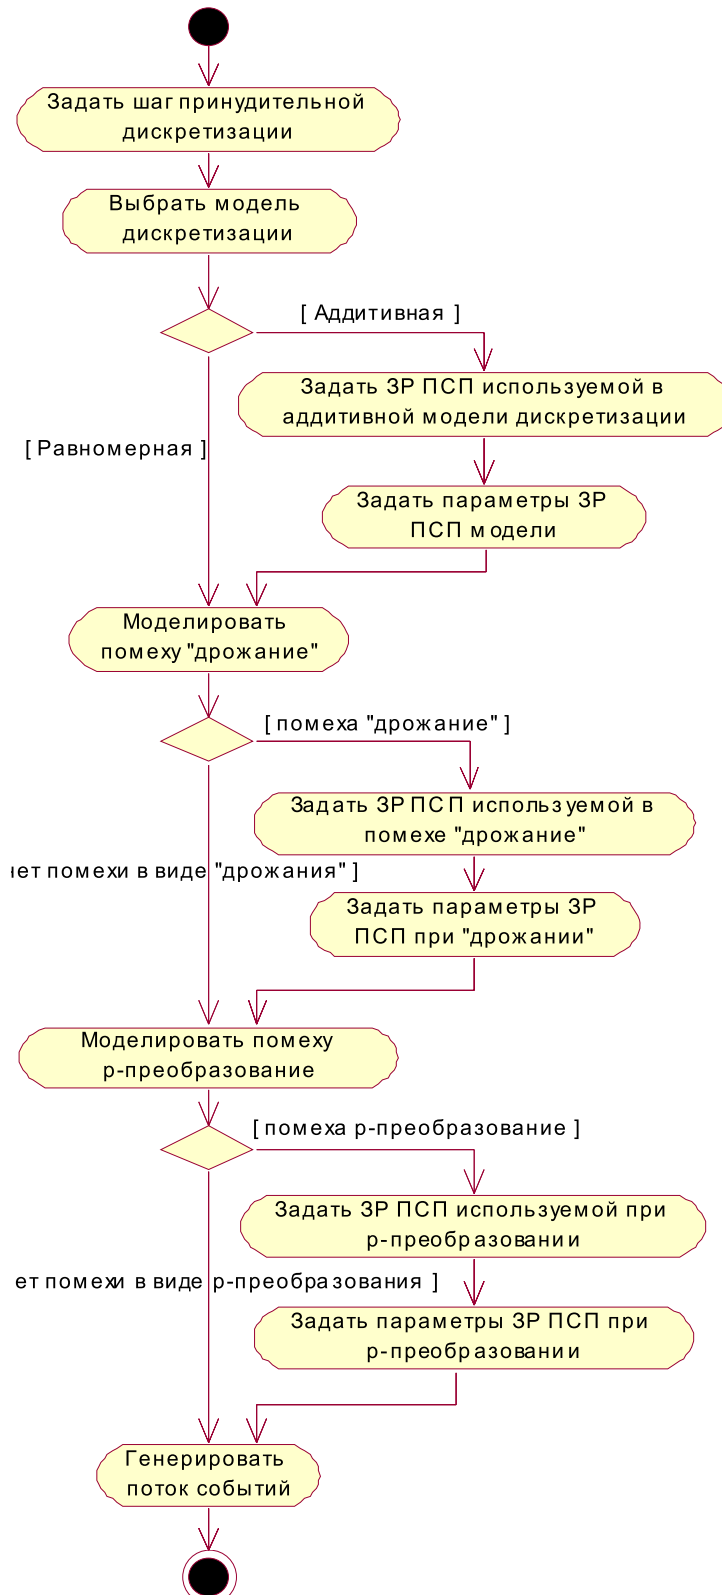 Задать шаг принудительной
дискретизации
Выбрать модель
дискретизации
[ Аддитивная ]
Задать ЗР ПСП используемой в
аддитивной модели дискретизации
[ Равномерная ]
Задать параметры ЗР
ПСП модели
Моделировать
помеху "дрожание"
[ помеха "дрожание" ]
Задать ЗР ПСП используемой в
помехе "дрожание"
нет помехи в виде "дрожания" ]
Задать параметры ЗР
ПСП при "дрожании"
Моделировать помеху
р-преобразование
[ помеха р-преобразование ]
Задать ЗР ПСП используемой при
р-преобразовании
ет помехи в виде р-преобразования ]
Задать параметры ЗР ПСП при
р-преобразовании
Генерировать
поток событий